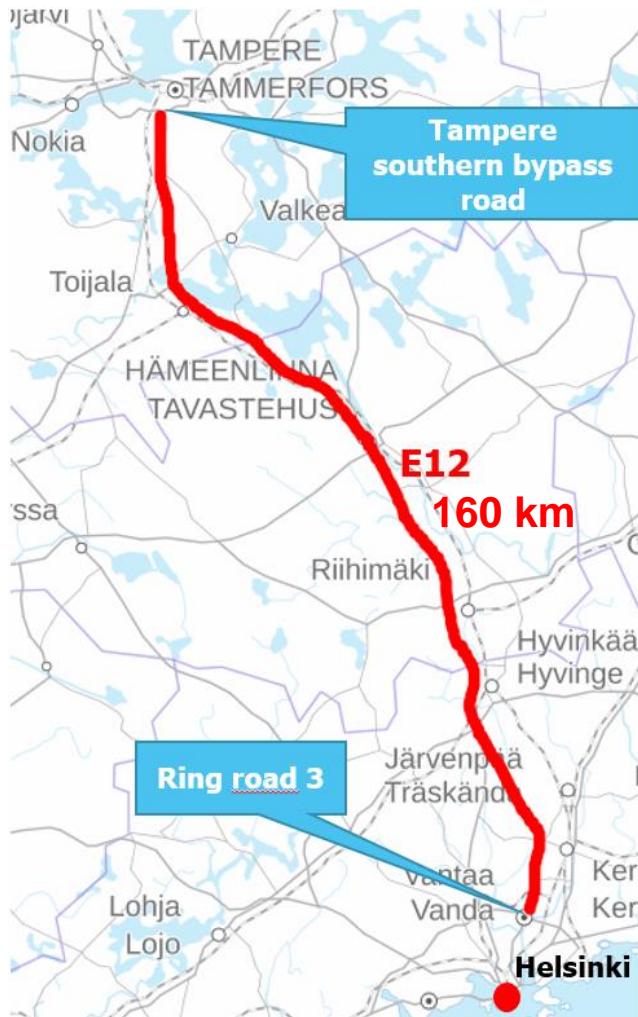 ojärvi
TAMPERE
TAMMERFORS
Nokia
Tampere
southern bypass
road
Valkea
Toijala
HÄMEENLINNA
TAVASTEHUS
E12
160 km
ssa
Riihimäki
Hyvinkää
Hyvinge
Järvenpää
Träskända
Ring road 3
Vantaa
Vanda
Ker
Ker
Lohja
Lojo
Helsinki